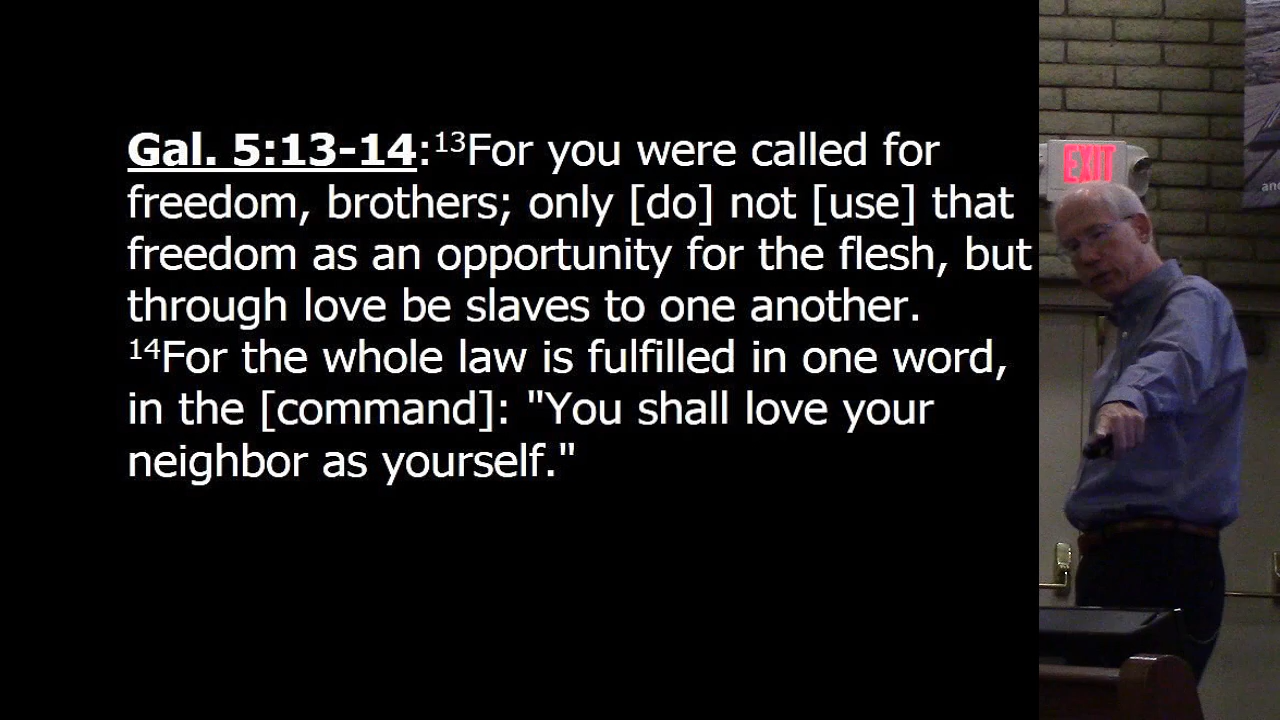 Gal. 5:13-14:¹³For you were called for
freedom, brothers; only [do] not [use] that
freedom as an opportunity for the flesh, but
through love be slaves to one another.
¹⁴For the whole law is fulfilled in one word,
in the [command]: "You shall love your
neighbor as yourself."
EXIT